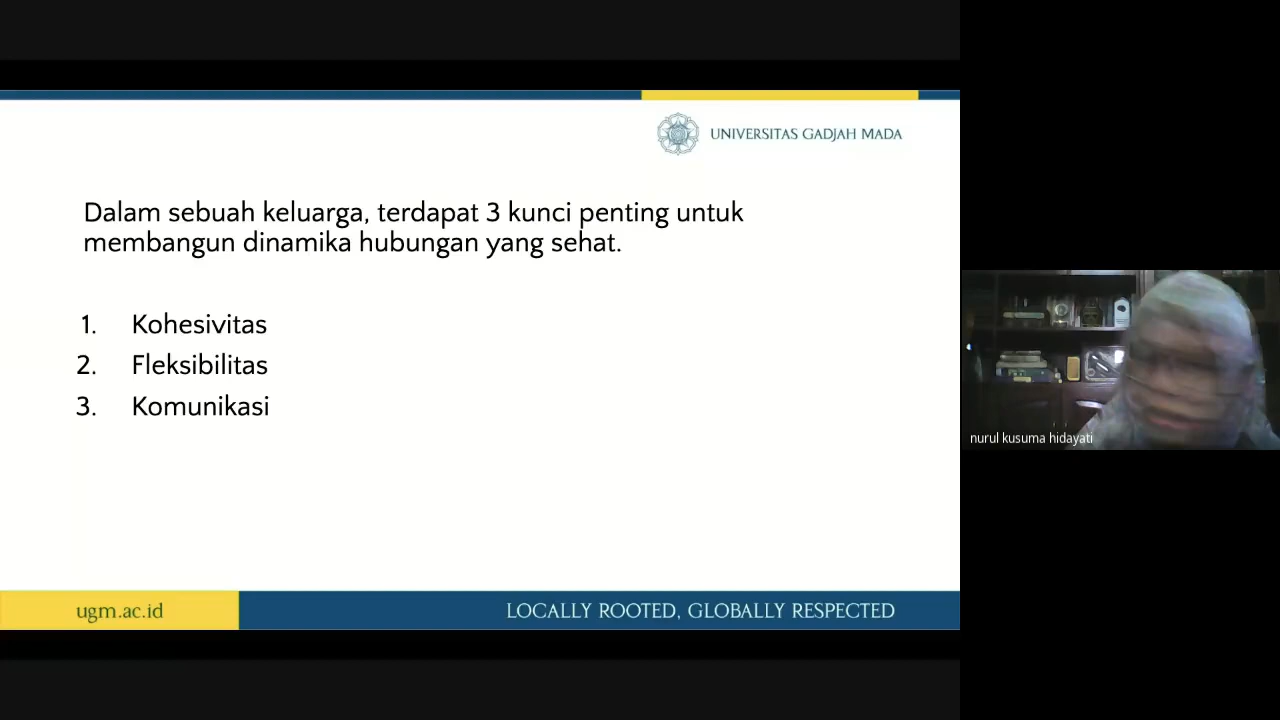 UNIVERSITAS GADJAH MADA
Dalam sebuah keluarga, terdapat 3 kunci penting untuk
membangun dinamika hubungan yang sehat.
1. Kohesivitas
2. Fleksibilitas
3. Komunikasi
nurul kusuma hidayati
ugm.ac.id
LOCALLY ROOTED, GLOBALLY RESPECTED